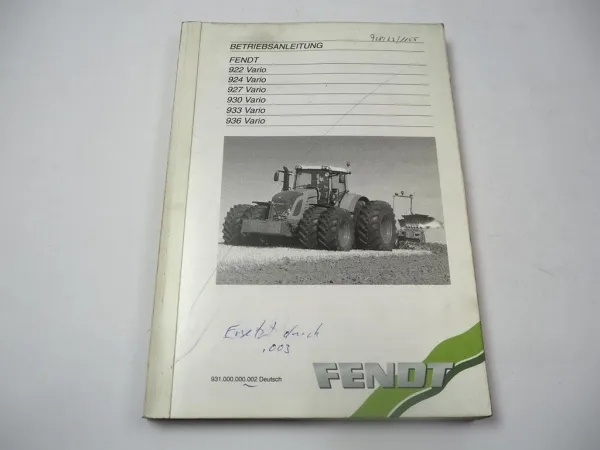 BETRIEBSANLEITUNG
FENDT
922 Vario
924 Vario
927 Vario
930 Vario
933 Vario
936 Vario
Ersetzt durch
.003
931.000.000.002 Deutsch
FENDT